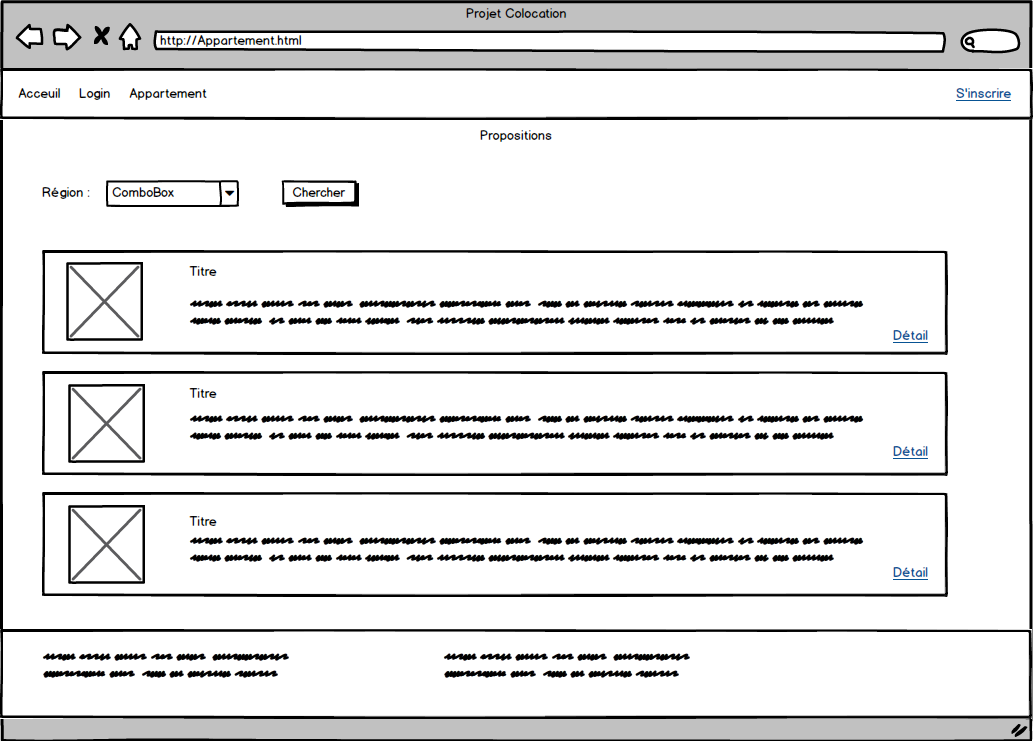 Projet Colocation
http://Appartement.html
Acceuil Login Appartement S'inscrire
Propositions
Région : ComboBox Chercher
Titre
Détail
Titre
Détail
Titre
Détail